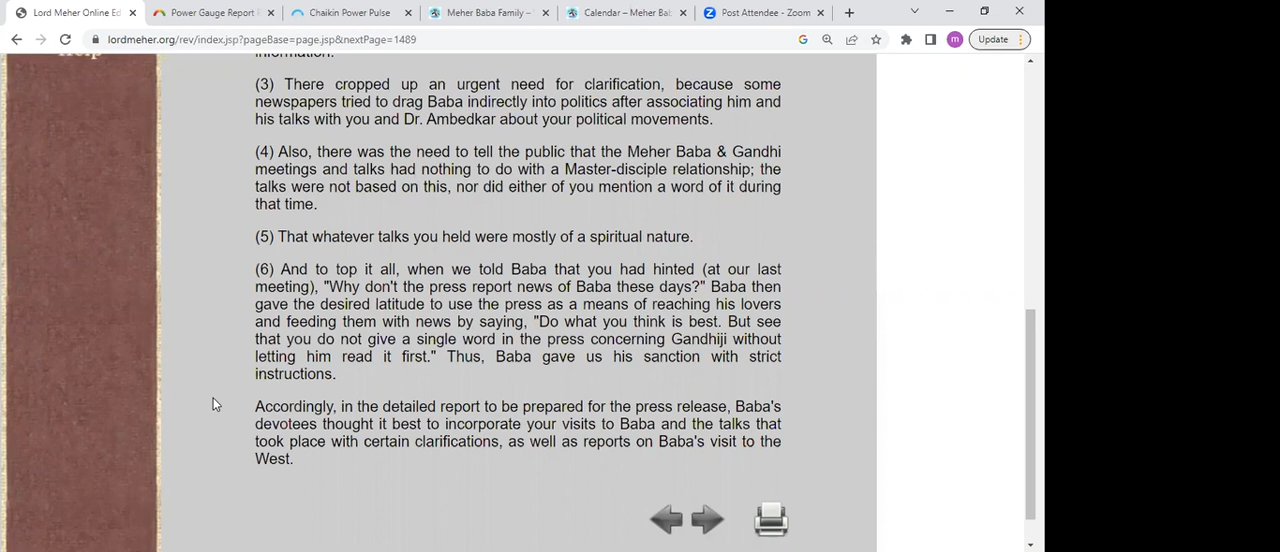 Lord Meher Online Ed
Power Gauge Report
Chaikin Power Pulse
Meher Baba Family –
Calendar – Meher Bab
Post Attendee - Zoom
lordmeher.org/rev/index.jsp?pageBase=page.jsp&nextPage=1489
G
m
Update
Help
information.
(3) There cropped up an urgent need for clarification, because some
newspapers tried to drag Baba indirectly into politics after associating him and
his talks with you and Dr. Ambedkar about your political movements.
(4) Also, there was the need to tell the public that the Meher Baba & Gandhi
meetings and talks had nothing to do with a Master-disciple relationship; the
talks were not based on this, nor did either of you mention a word of it during
that time.
(5) That whatever talks you held were mostly of a spiritual nature.
(6) And to top it all, when we told Baba that you had hinted (at our last
meeting), "Why don't the press report news of Baba these days?" Baba then
gave the desired latitude to use the press as a means of reaching his lovers
and feeding them with news by saying, "Do what you think is best. But see
that you do not give a single word in the press concerning Gandhiji without
letting him read it first." Thus, Baba gave us his sanction with strict
instructions.
Accordingly, in the detailed report to be prepared for the press release, Baba's
devotees thought it best to incorporate your visits to Baba and the talks that
took place with certain clarifications, as well as reports on Baba's visit to the
West.